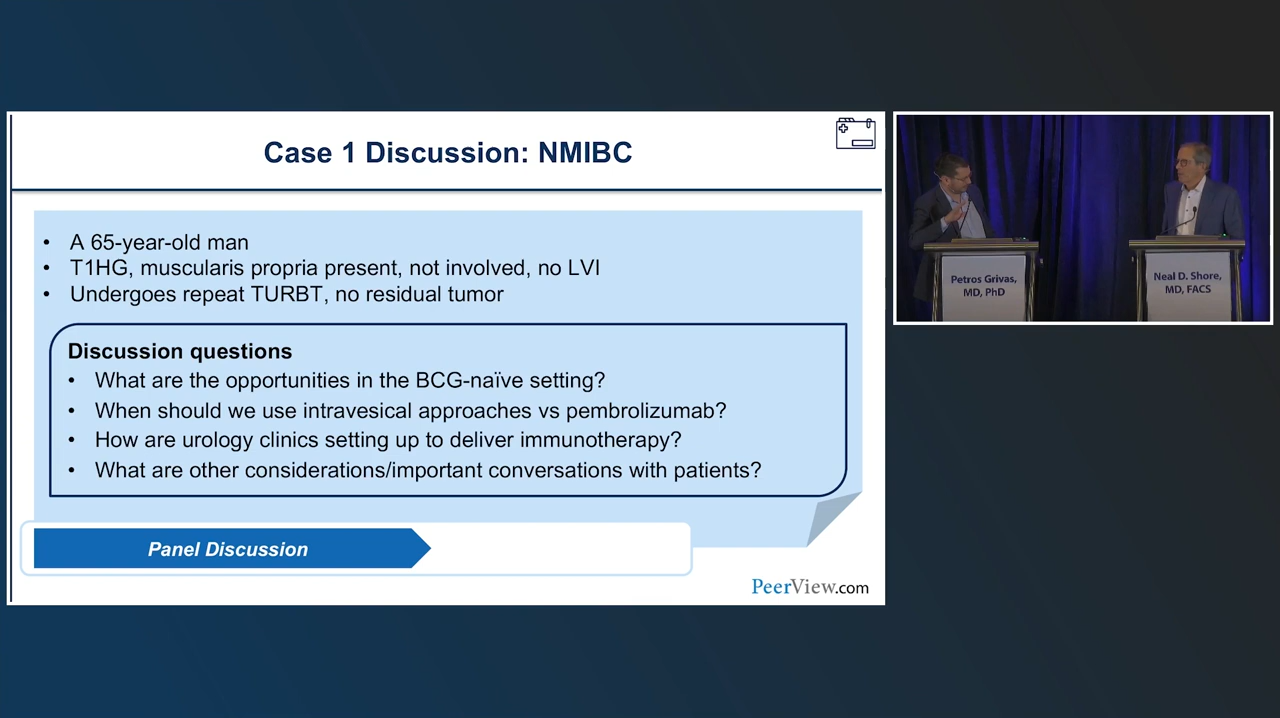 Case 1 Discussion: NMIBC
• A 65-year-old man
• T1HG, muscularis propria present, not involved, no LVI
• Undergoes repeat TURBT, no residual tumor
Discussion questions
• What are the opportunities in the BCG-naïve setting?
• When should we use intravesical approaches vs pembrolizumab?
• How are urology clinics setting up to deliver immunotherapy?
• What are other considerations/important conversations with patients?
Panel Discussion
PeerView.com
Petros Grivas,
MD, PhD
Neal D. Shore,
MD, FACS